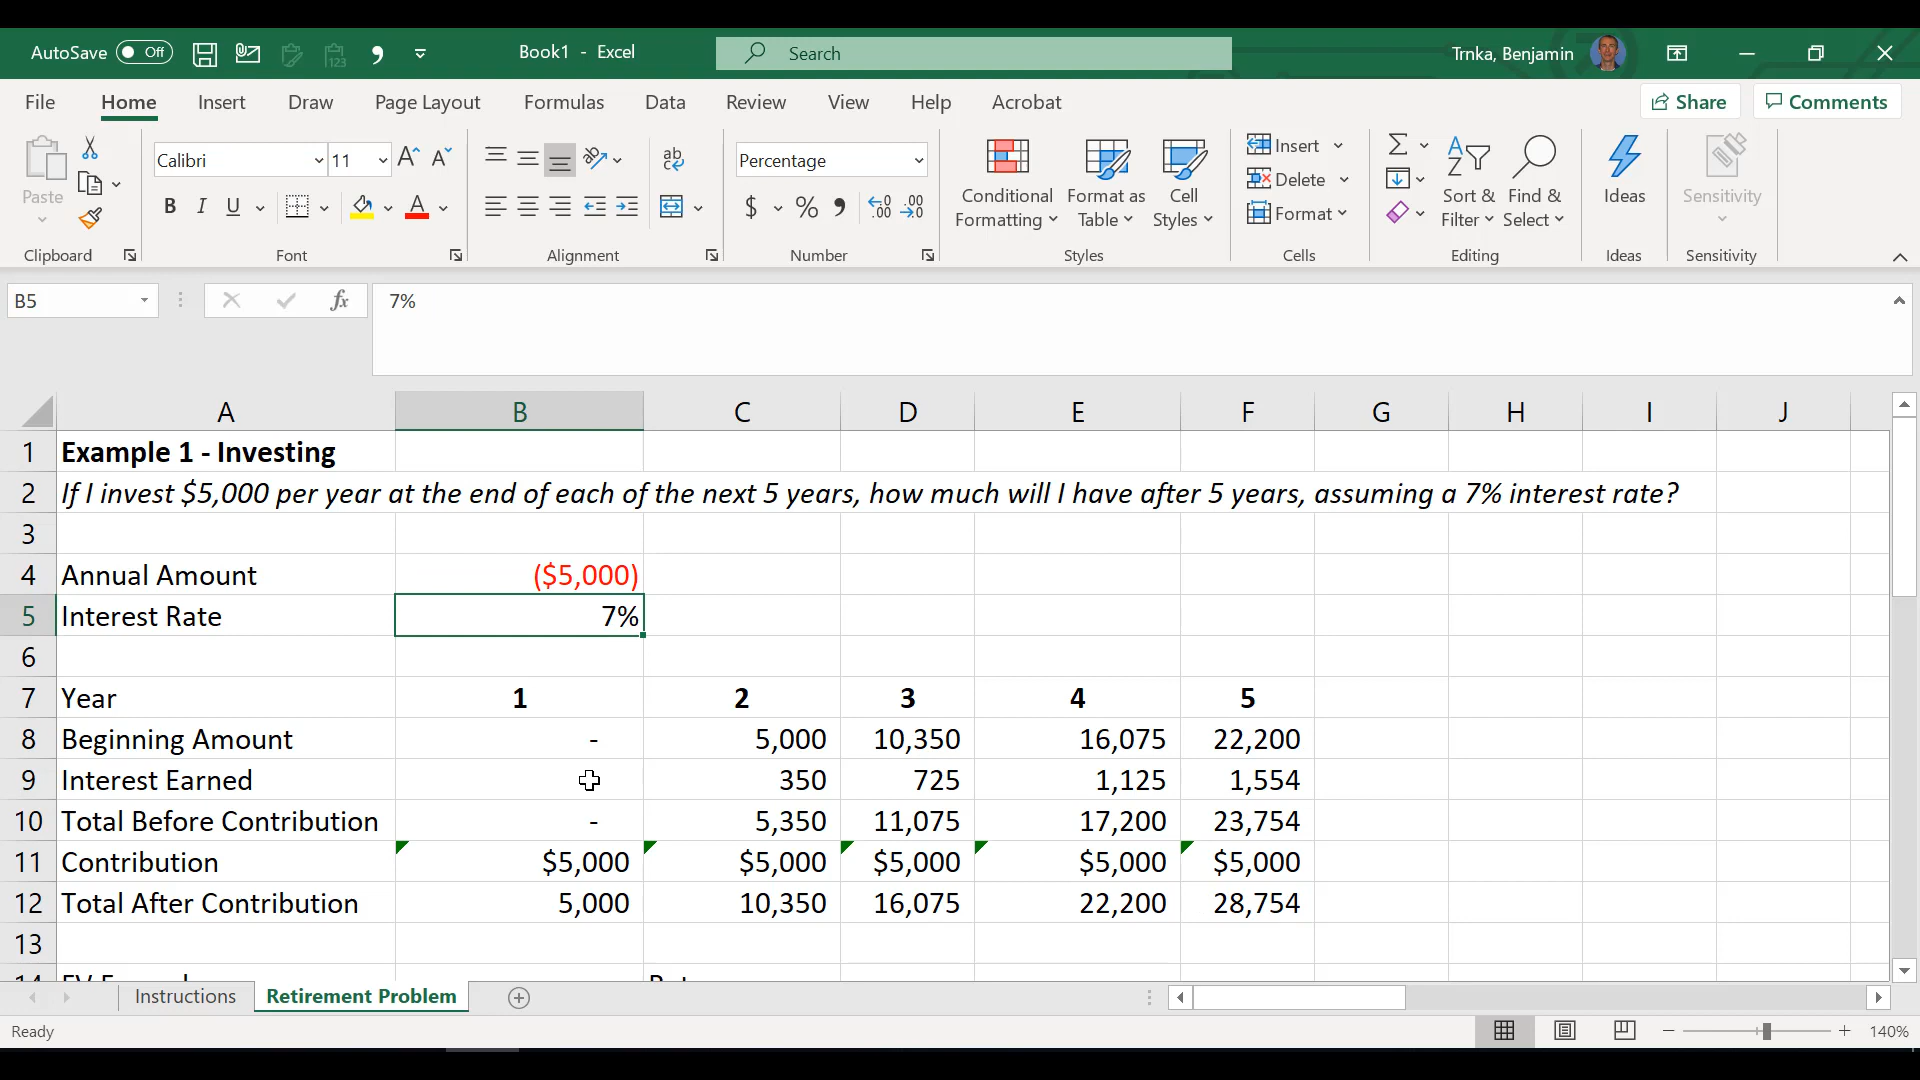 AutoSave Off Book1 - Excel Search Trnka, Benjamin
File Home Insert Draw Page Layout Formulas Data Review View Help Acrobat Share Comments
Paste
Clipboard
Calibri 11
B I U
Font
ab
Alignment
Percentage
$ % 9
Number
Conditional Formatting
Format as Table
Cell Styles
Styles
Insert
Delete
Format
Cells
Sort & Filter
Find & Select
Editing
Ideas
Ideas
Sensitivity
Sensitivity
B5 fx 7%
A B C D E F G H I J
1 Example 1 - Investing
2 If I invest $5,000 per year at the end of each of the next 5 years, how much will I have after 5 years, assuming a 7% interest rate?
3
4 Annual Amount ($5,000)
5 Interest Rate 7%
6
7 Year 1 2 3 4 5
8 Beginning Amount - 5,000 10,350 16,075 22,200
9 Interest Earned 350 725 1,125 1,554
10 Total Before Contribution - 5,350 11,075 17,200 23,754
11 Contribution $5,000 $5,000 $5,000 $5,000 $5,000
12 Total After Contribution 5,000 10,350 16,075 22,200 28,754
13
Instructions Retirement Problem
Ready 140%